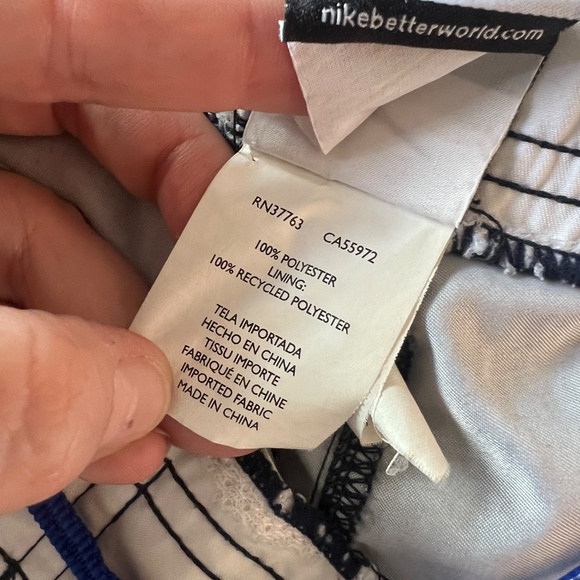 nikebetterworld.com
RN37763 CA55972
100% POLYESTER
LINING:
100% RECYCLED POLYESTER
TELA IMPORTADA
HECHO EN CHINA
TISSU IMPORTE
FABRIQUÉ EN CHINE
IMPORTED FABRIC
MADE IN CHINA